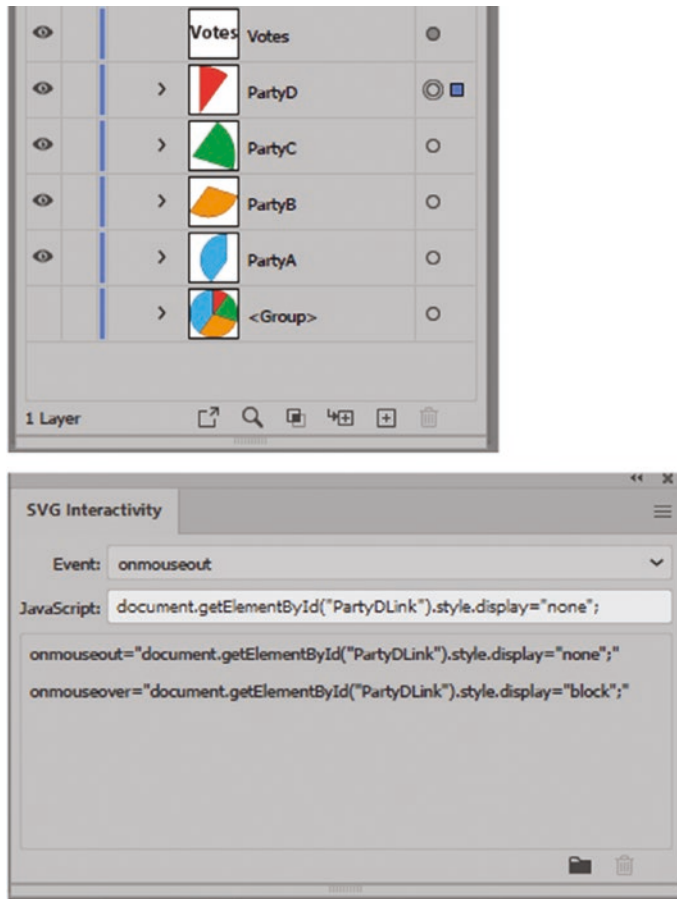 Votes Votes
PartyD
PartyC
PartyB
PartyA
<Group>
1 Layer
SVG Interactivity
Event: onmouseout
JavaScript: document.getElementById("PartyDLink").style.display="none";
onmouseout="document.getElementById("PartyDLink").style.display="none";"
onmouseover="document.getElementById("PartyDLink").style.display="block";"